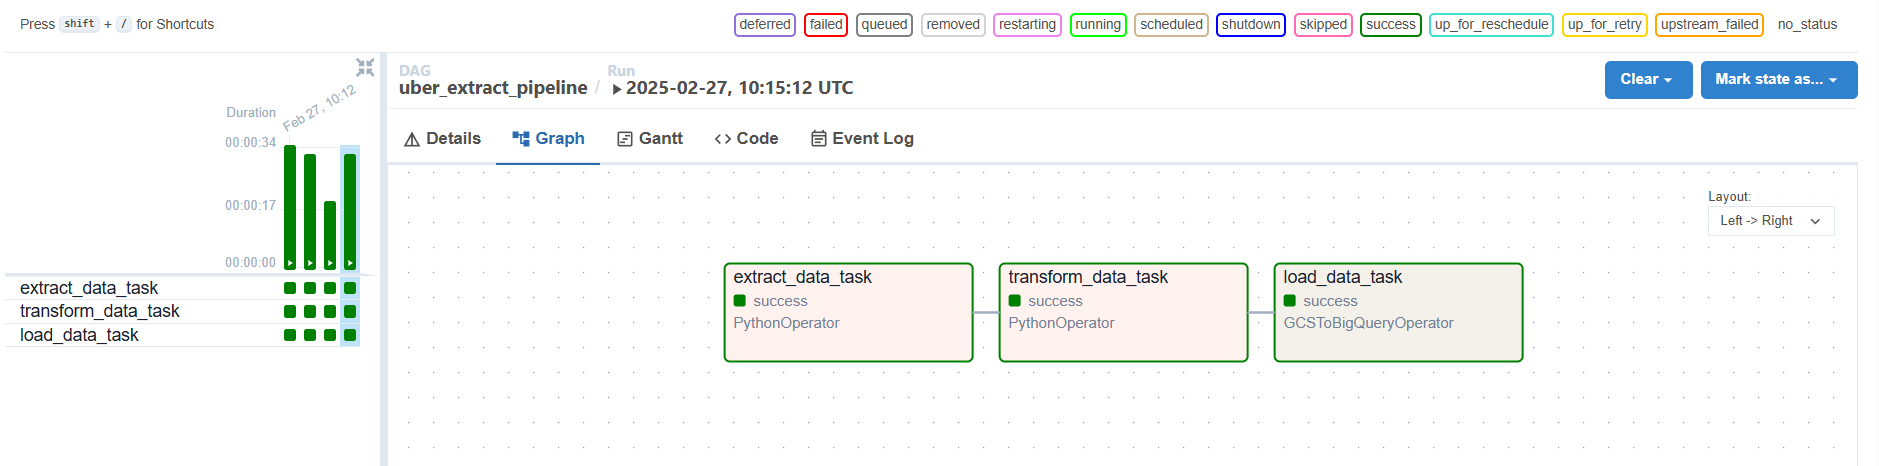 Press shift + / for Shortcuts
deferred failed queued removed restarting running scheduled shutdown skipped success up_for_reschedule up_for_retry upstream_failed no_status
DAG
uber_extract_pipeline /
Run
2025-02-27, 10:15:12 UTC
Clear
Mark state as...
Feb 27, 10:12
Duration
00:00:34
00:00:17
00:00:00
extract_data_task
transform_data_task
load_data_task
Details
Graph
Gantt
Code
Event Log
Layout:
Left -> Right
extract_data_task
success
PythonOperator
transform_data_task
success
PythonOperator
load_data_task
success
GCSToBigQueryOperator